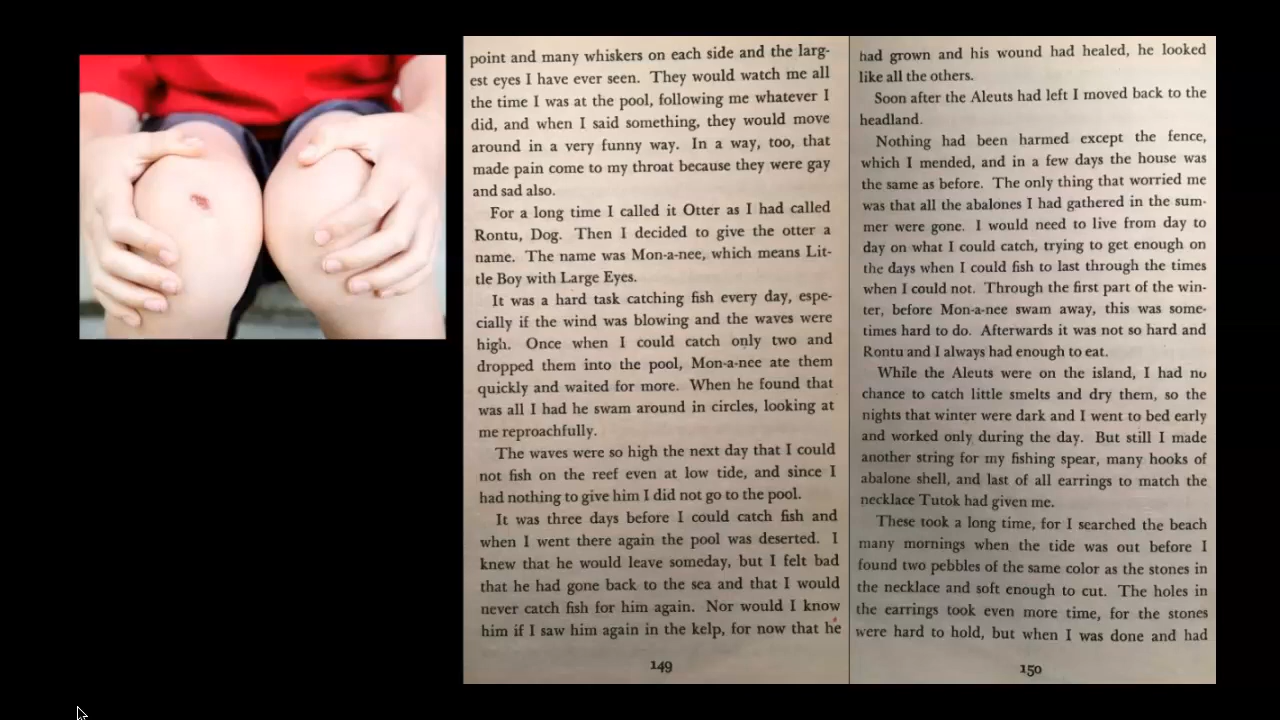 point and many whiskers on each side and the larg-
est eyes I have ever seen. They would watch me all
the time I was at the pool, following me whatever I
did, and when I said something, they would move
around in a very funny way. In a way, too, that
made pain come to my throat because they were gay
and sad also.
For a long time I called it Otter as I had called
Rontu, Dog. Then I decided to give the otter a
name. The name was Mon-a-nee, which means Lit-
tle Boy with Large Eyes.
It was a hard task catching fish every day, espe-
cially if the wind was blowing and the waves were
high. Once when I could catch only two and
dropped them into the pool, Mon-a-nee ate them
quickly and waited for more. When he found that
was all I had he swam around in circles, looking at
me reproachfully.
The waves were so high the next day that I could
not fish on the reef even at low tide, and since I
had nothing to give him I did not go to the pool.
It was three days before I could catch fish and
when I went there again the pool was deserted. I
knew that he would leave someday, but I felt bad
that he had gone back to the sea and that I would
never catch fish for him again. Nor would I know
him if I saw him again in the kelp, for now that he
149
had grown and his wound had healed, he looked
like all the others.
Soon after the Aleuts had left I moved back to the
headland.
Nothing had been harmed except the fence,
which I mended, and in a few days the house was
the same as before. The only thing that worried me
was that all the abalones I had gathered in the sum-
mer were gone. I would need to live from day to
day on what I could catch, trying to get enough on
the days when I could fish to last through the times
when I could not. Through the first part of the win-
ter, before Mon-a-nee swam away, this was some-
times hard to do. Afterwards it was not so hard and
Rontu and I always had enough to eat.
While the Aleuts were on the island, I had no
chance to catch little smelts and dry them, so the
nights that winter were dark and I went to bed early
and worked only during the day. But still I made
another string for my fishing spear, many hooks of
abalone shell, and last of all earrings to match the
necklace Tutok had given me.
These took a long time, for I searched the beach
many mornings when the tide was out before I
found two pebbles of the same color as the stones in
the necklace and soft enough to cut. The holes in
the earrings took even more time, for the stones
were hard to hold, but when I was done and had
150